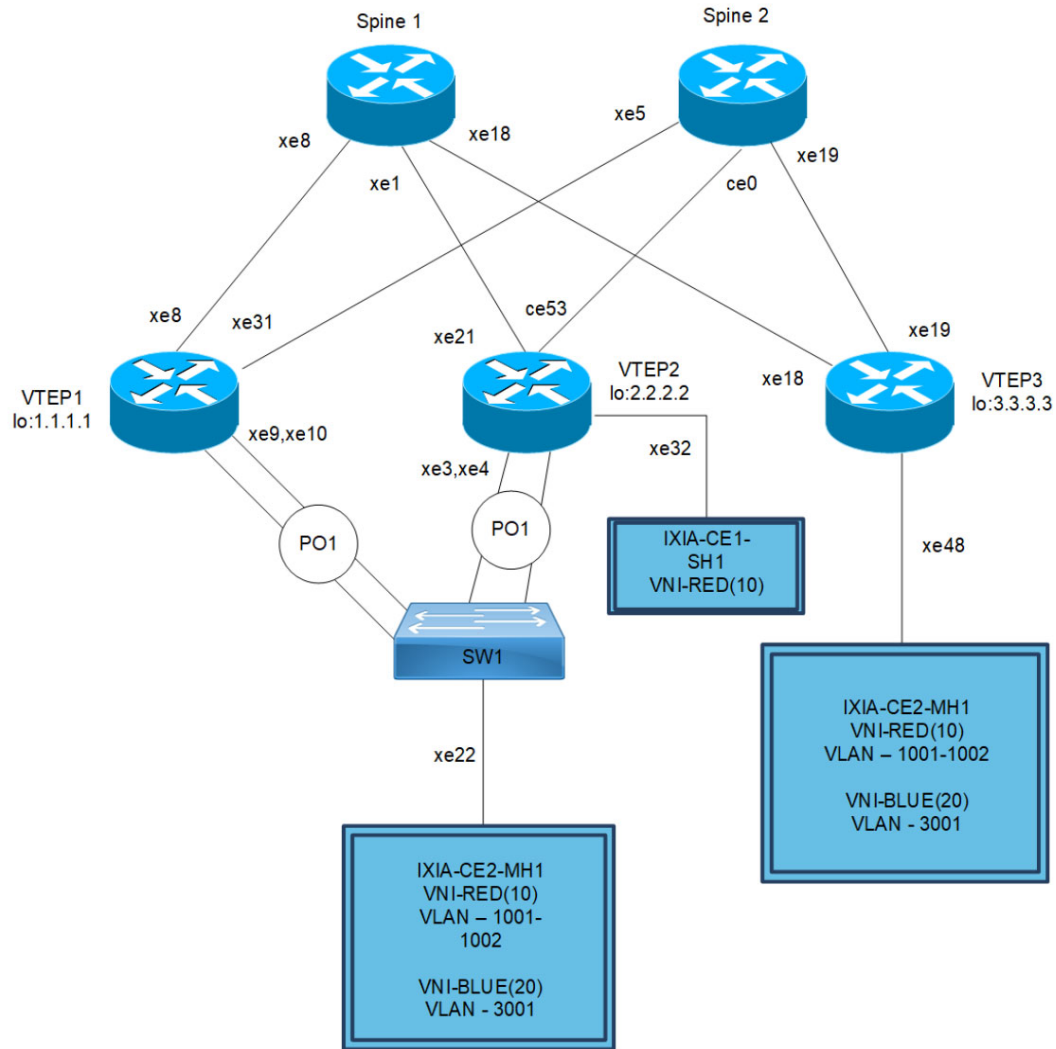 Spine 1
Spine 2
xe8
xe18
xe5
xe19
xe1
ce0
xe8
xe31
ce53
xe21
xe19
xe18
VTEP1
lo:1.1.1.1
VTEP2
lo:2.2.2.2
VTEP3
lo:3.3.3.3
xe9,xe10
xe3,xe4
xe32
PO1
PO1
IXIA-CE1-
SH1
VNI-RED(10)
xe48
SW1
xe22
IXIA-CE2-MH1
VNI-RED(10)
VLAN – 1001-1002
VNI-BLUE(20)
VLAN - 3001
IXIA-CE2-MH1
VNI-RED(10)
VLAN – 1001-
1002
VNI-BLUE(20)
VLAN - 3001